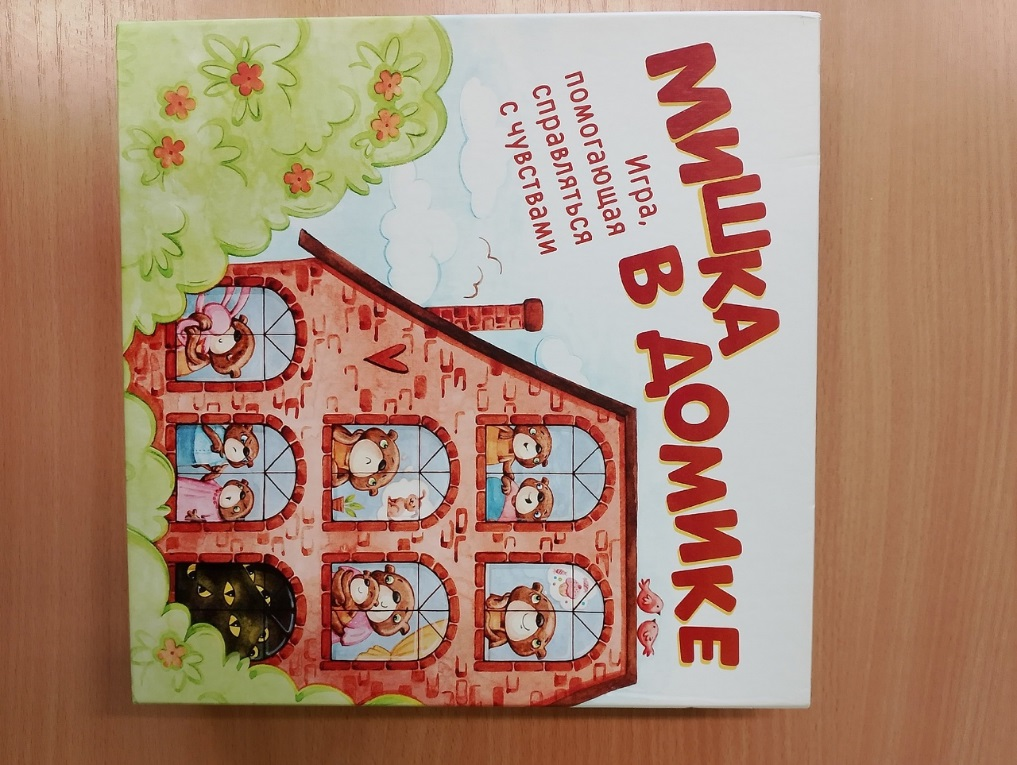 МИШКА
В ДОМИКЕ
Игра,
помогающая
справляться
с чувствами